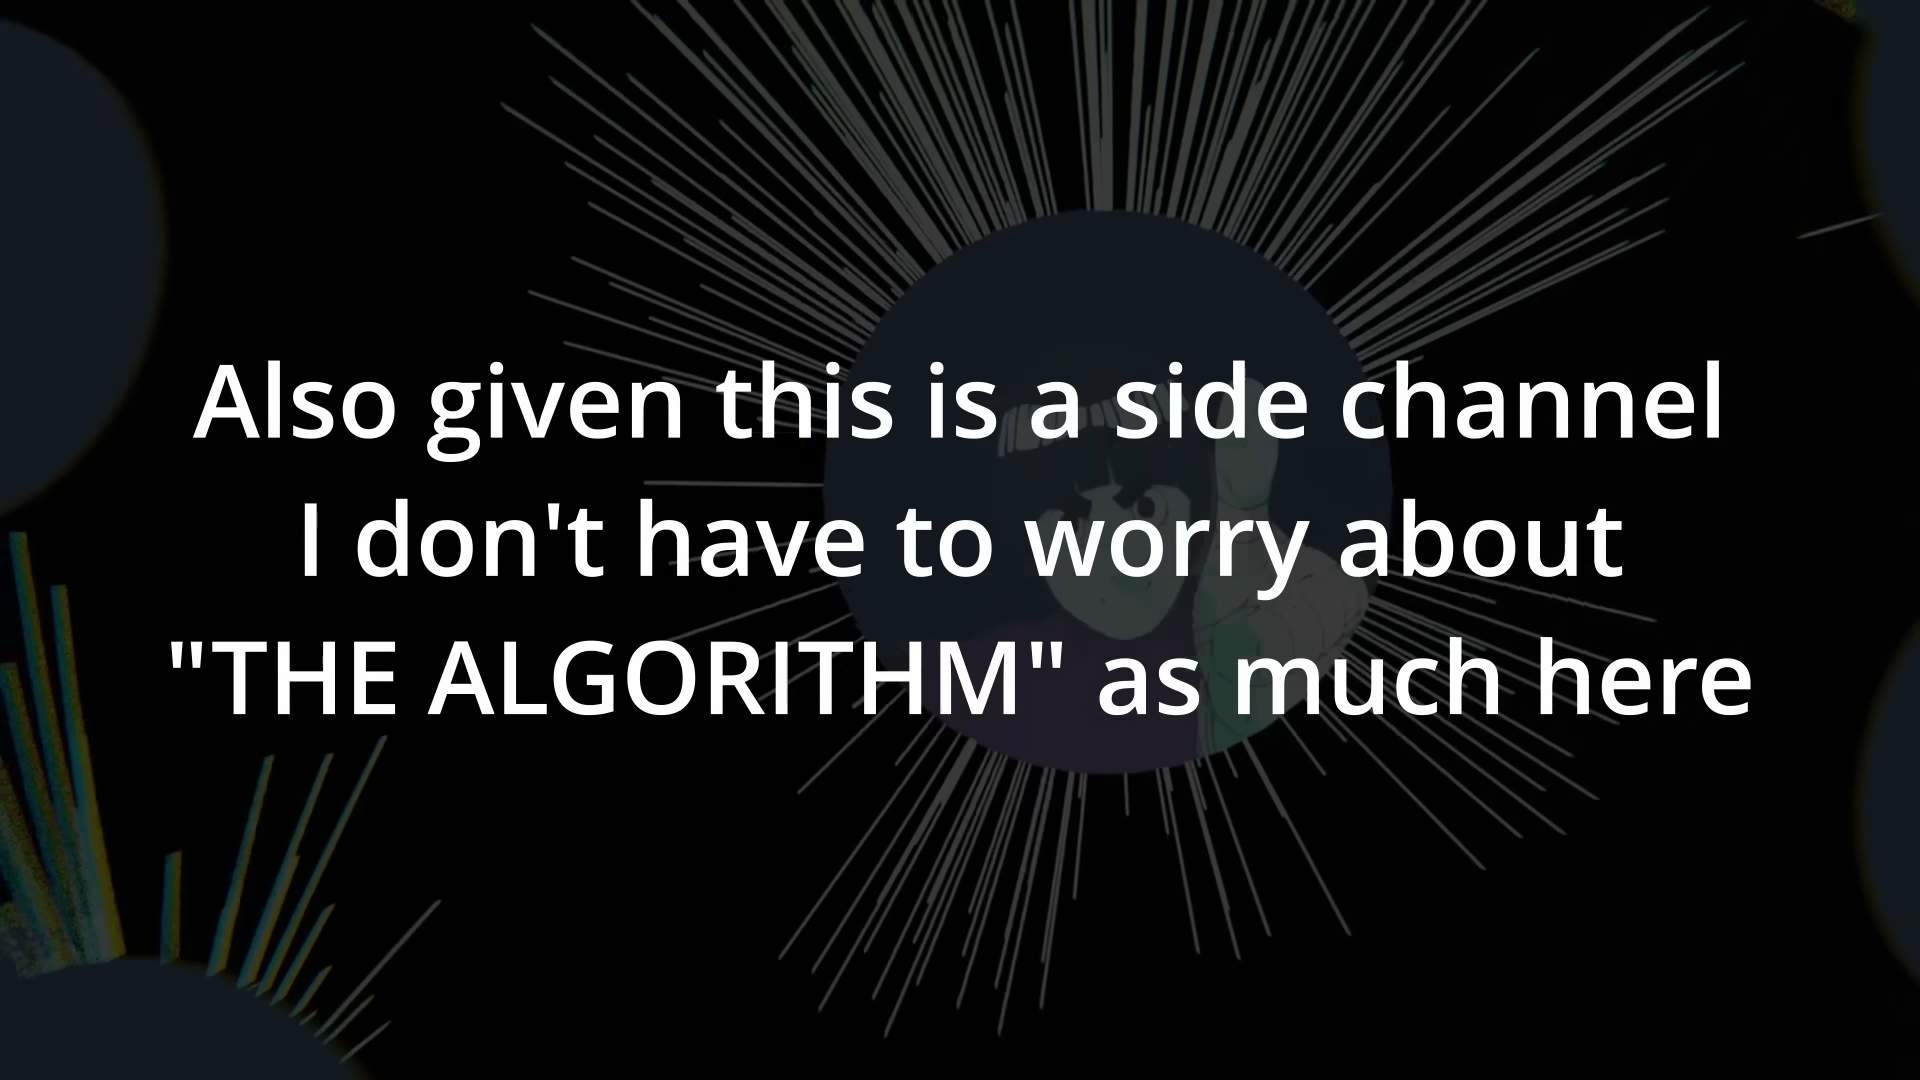 Also given this is a side channel
I don't have to worry about
"THE ALGORITHM" as much here